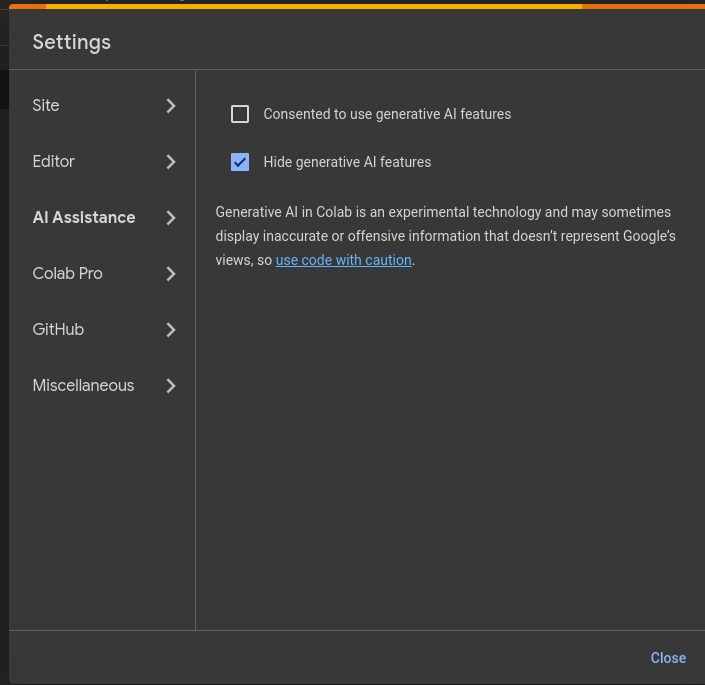 Settings
Site
Editor
AI Assistance
Colab Pro
GitHub
Miscellaneous
Consented to use generative AI features
Hide generative AI features
Generative AI in Colab is an experimental technology and may sometimes
display inaccurate or offensive information that doesn’t represent Google’s
views, so use code with caution.
Close